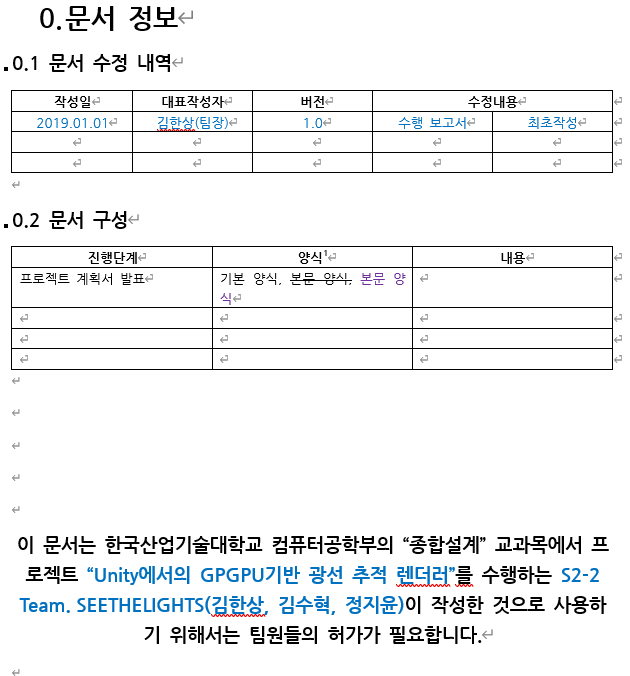 0.문서 정보
0.1 문서 수정 내역
작성일 대표작성자 버전 수정내용
2019.01.01 김한상(팀장) 1.0 수행 보고서 최초작성
0.2 문서 구성
진행단계 양식1 내용
프로젝트 계획서 발표 기본 양식, 본문 양식, 본문 양
식
이 문서는 한국산업기술대학교 컴퓨터공학부의 “종합설계” 교과목에서 프
로젝트 “Unity에서의 GPGPU기반 광선 추적 렌더러”를 수행하는 S2-2
Team. SEETHELIGHTS(김한상, 김수혁, 정지윤)이 작성한 것으로 사용하
기 위해서는 팀원들의 허가가 필요합니다.